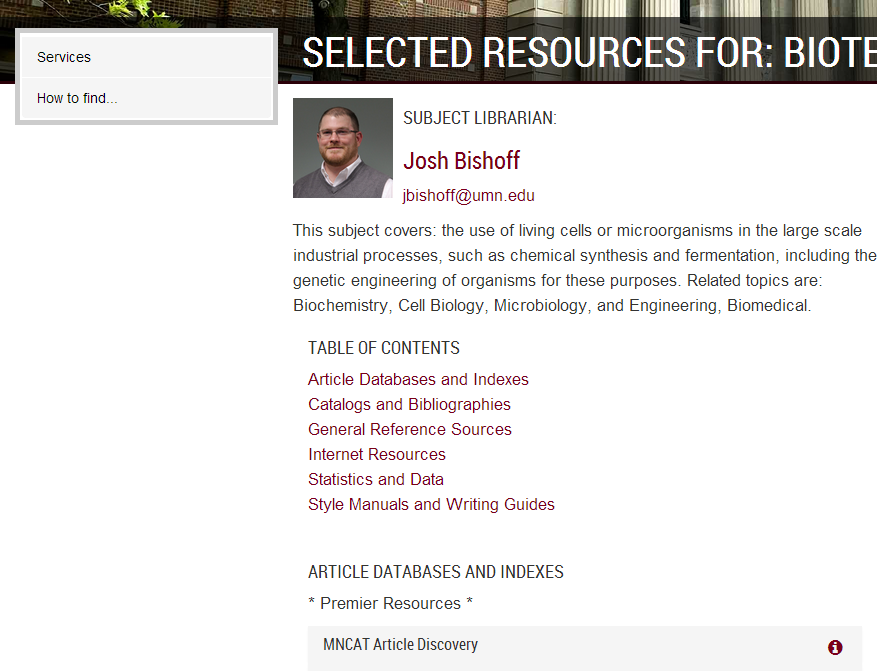 Services
How to find...
SELECTED RESOURCES FOR: BIOTE
SUBJECT LIBRARIAN:
Josh Bishoff
jbishoff@umn.edu
This subject covers: the use of living cells or microorganisms in the large scale
industrial processes, such as chemical synthesis and fermentation, including the
genetic engineering of organisms for these purposes. Related topics are:
Biochemistry, Cell Biology, Microbiology, and Engineering, Biomedical.
TABLE OF CONTENTS
Article Databases and Indexes
Catalogs and Bibliographies
General Reference Sources
Internet Resources
Statistics and Data
Style Manuals and Writing Guides
ARTICLE DATABASES AND INDEXES
* Premier Resources *
MNCAT Article Discovery